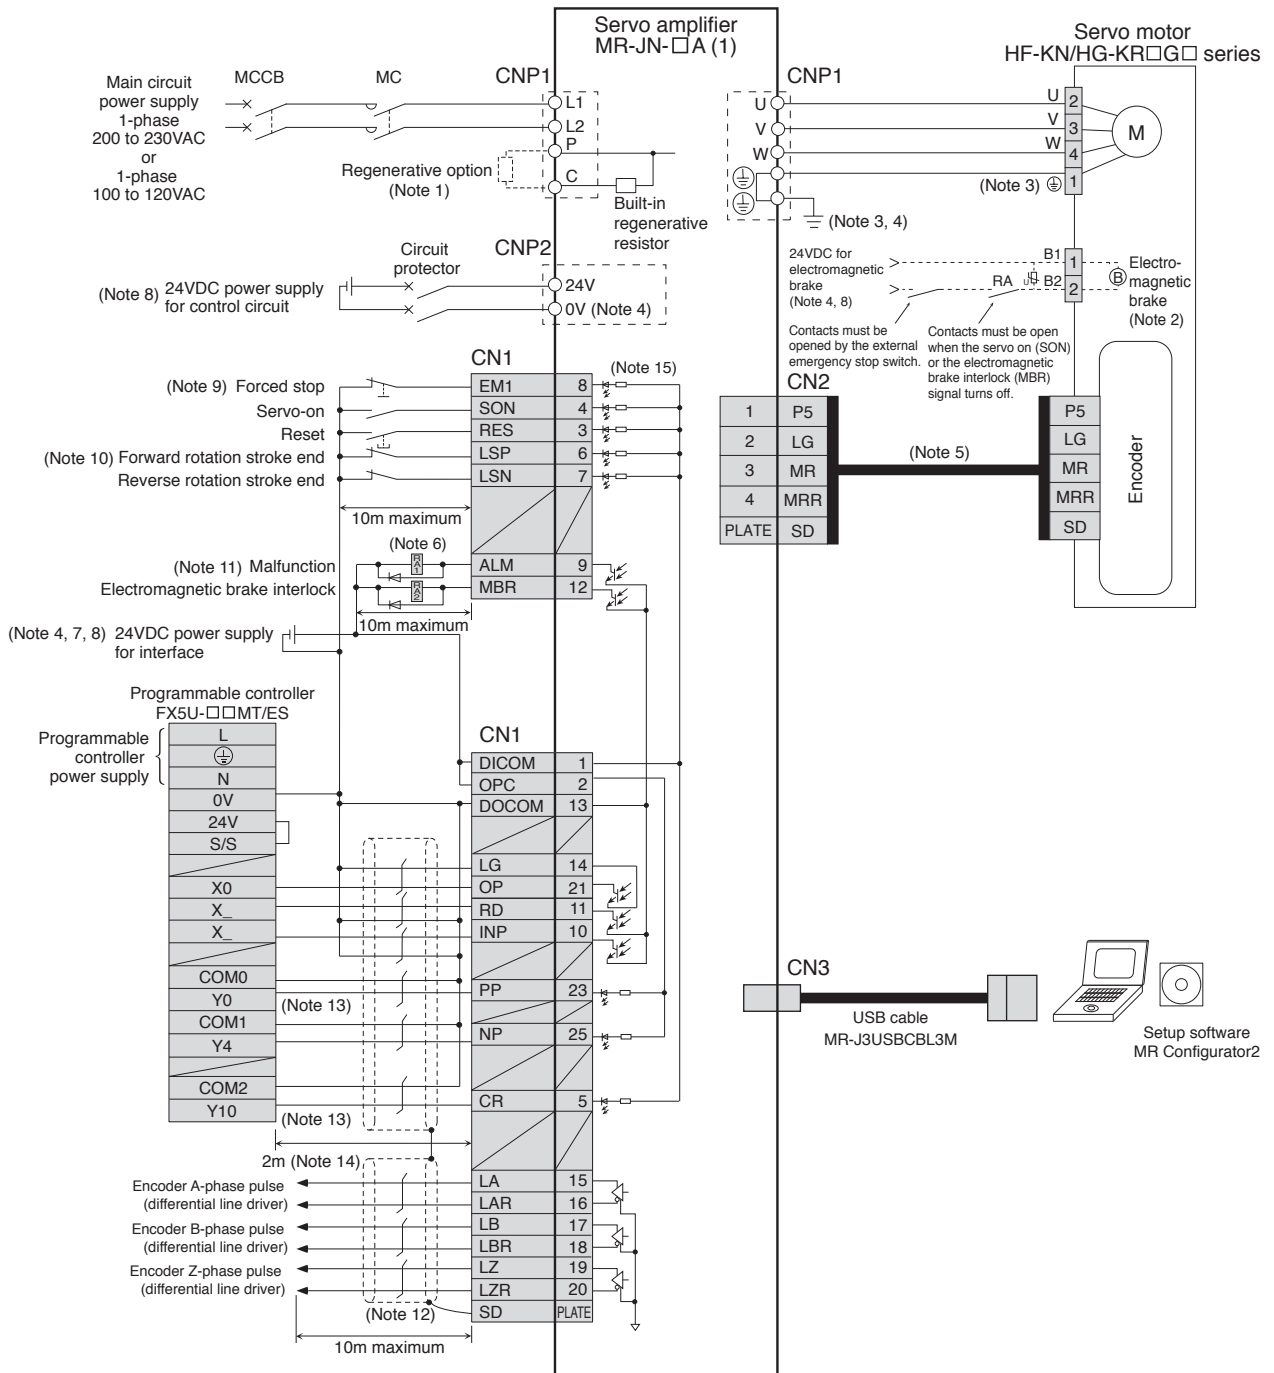 Servo amplifier
MR-JN-□A (1)
Servo motor
HF-KN/HG-KR□G□ series
Main circuit
power supply
1-phase
200 to 230VAC
or
1-phase
100 to 120VAC
MCCB
MC
CNP1
L1
L2
P
C
Regenerative option
(Note 1)
Built-in
regenerative
resistor
CNP1
U
V
W
U
V
W
2
3
4
1
M
(Note 3)
(Note 3, 4)
CNP2
Circuit
protector
(Note 8) 24VDC power supply
for control circuit
24V
0V (Note 4)
24VDC for
electromagnetic
brake
(Note 4, 8)
RA
U
B1
B2
1
2
B
Electro-
magnetic
brake
(Note 2)
Contacts must be
opened by the external
emergency stop switch.
Contacts must be open
when the servo on (SON)
or the electromagnetic
brake interlock (MBR)
signal turns off.
CN1
(Note 15)
(Note 9) Forced stop
EM1 8
Servo-on
SON 4
Reset
RES 3
(Note 10) Forward rotation stroke end
LSP 6
Reverse rotation stroke end
LSN 7
10m maximum
(Note 6)
(Note 11) Malfunction
RA1
ALM 9
Electromagnetic brake interlock
RA2
MBR 12
10m maximum
(Note 4, 7, 8) 24VDC power supply
for interface
CN2
1 P5
2 LG
3 MR
4 MRR
PLATE SD
(Note 5)
P5
LG
MR
MRR
SD
Encoder
Programmable controller
FX5U-□□MT/ES
Programmable
controller
power supply
L
N
0V
24V
S/S
X0
X_
X_
COM0
Y0
COM1
Y4
COM2
Y10
(Note 13)
(Note 13)
CN1
DICOM 1
OPC 2
DOCOM 13
LG 14
OP 21
RD 11
INP 10
PP 23
NP 25
CR 5
2m (Note 14)
Encoder A-phase pulse
(differential line driver)
LA 15
LAR 16
Encoder B-phase pulse
(differential line driver)
LB 17
LBR 18
Encoder Z-phase pulse
(differential line driver)
LZ 19
LZR 20
(Note 12)
SD PLATE
10m maximum
CN3
USB cable
MR-J3USBCBL3M
Setup software
MR Configurator2